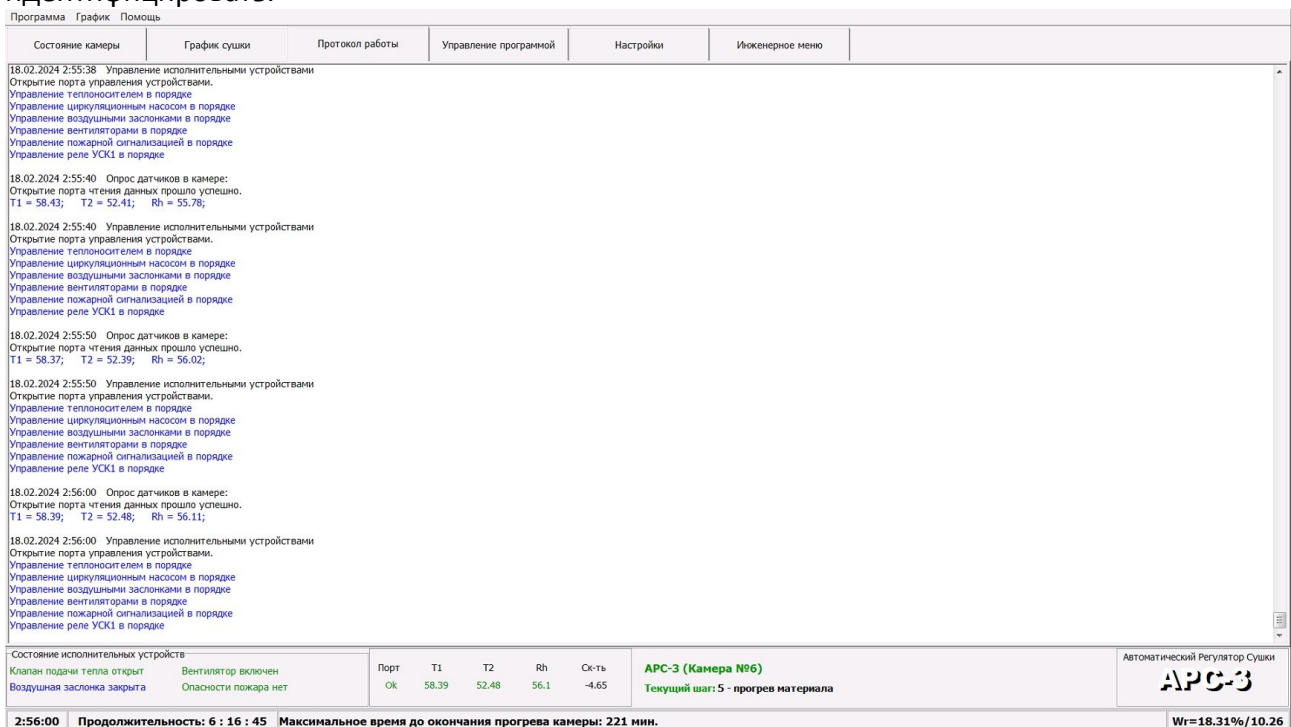 идентифицировать.
Программа График Помощь
Состояние камеры График сушки Протокол работы Управление программой Настройки Инженерное меню
18.02.2024 2:55:38 Управление исполнительными устройствами
Открытие порта управления устройствами.
Управление теплоносителем в порядке
Управление циркуляционным насосом в порядке
Управление воздушными заслонками в порядке
Управление вентиляторами в порядке
Управление пожарной сигнализацией в порядке
Управление реле УСК1 в порядке
18.02.2024 2:55:40 Опрос датчиков в камере:
Открытие порта чтения данных прошло успешно.
T1 = 58.43; T2 = 52.41; Rh = 55.78;
18.02.2024 2:55:40 Управление исполнительными устройствами
Открытие порта управления устройствами.
Управление теплоносителем в порядке
Управление циркуляционным насосом в порядке
Управление воздушными заслонками в порядке
Управление вентиляторами в порядке
Управление пожарной сигнализацией в порядке
Управление реле УСК1 в порядке
18.02.2024 2:55:50 Опрос датчиков в камере:
Открытие порта чтения данных прошло успешно.
T1 = 58.37; T2 = 52.39; Rh = 56.02;
18.02.2024 2:55:50 Управление исполнительными устройствами
Открытие порта управления устройствами.
Управление теплоносителем в порядке
Управление циркуляционным насосом в порядке
Управление воздушными заслонками в порядке
Управление вентиляторами в порядке
Управление пожарной сигнализацией в порядке
Управление реле УСК1 в порядке
18.02.2024 2:56:00 Опрос датчиков в камере:
Открытие порта чтения данных прошло успешно.
T1 = 58.39; T2 = 52.48; Rh = 56.11;
18.02.2024 2:56:00 Управление исполнительными устройствами
Открытие порта управления устройствами.
Управление теплоносителем в порядке
Управление циркуляционным насосом в порядке
Управление воздушными заслонками в порядке
Управление вентиляторами в порядке
Управление пожарной сигнализацией в порядке
Управление реле УСК1 в порядке
Состояние исполнительных устройств
Клапан подачи тепла открыт Вентилятор включен
Воздушная заслонка закрыта Опасности пожара нет
Порт T1 T2 Rh Ск-ть
Ok 58.39 52.48 56.1 -4.65
АРС-3 (Камера №6)
Текущий шаг: 5 - прогрев материала
Автоматический Регулятор Сушки
АРС-3
2:56:00 Продолжительность: 6 : 16 : 45 Максимальное время до окончания прогрева камеры: 221 мин. Wr=18.31%/10.26